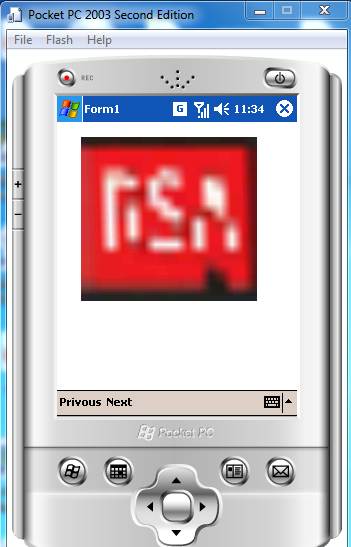 Pocket PC 2003 Second Edition
File Flash Help
REC
Form1 G 11:34
+
−
Privous Next
Pocket PC